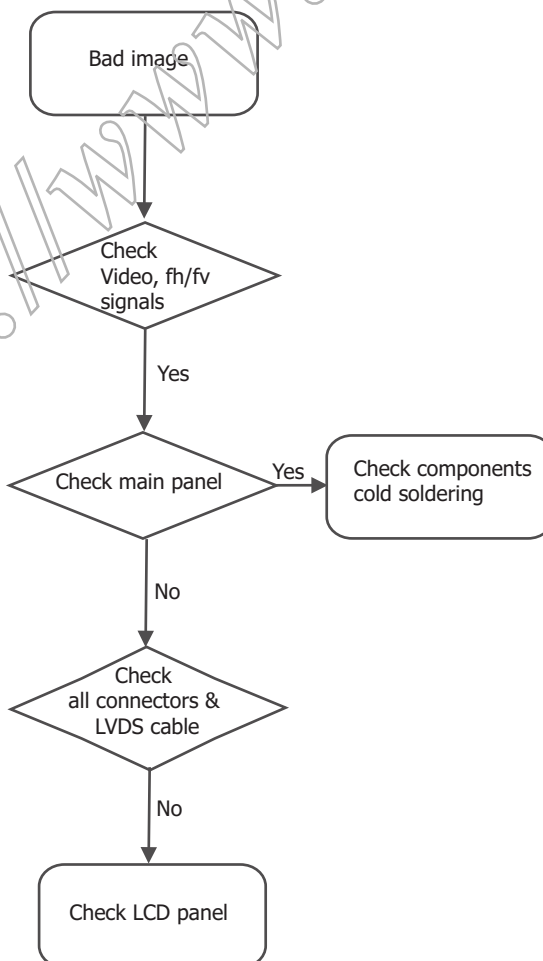 Bad image
Check
Video, fh/fv
signals
Yes
Check main panel
Yes
Check components
cold soldering
No
Check
all connectors &
LVDS cable
No
Check LCD panel
://www.